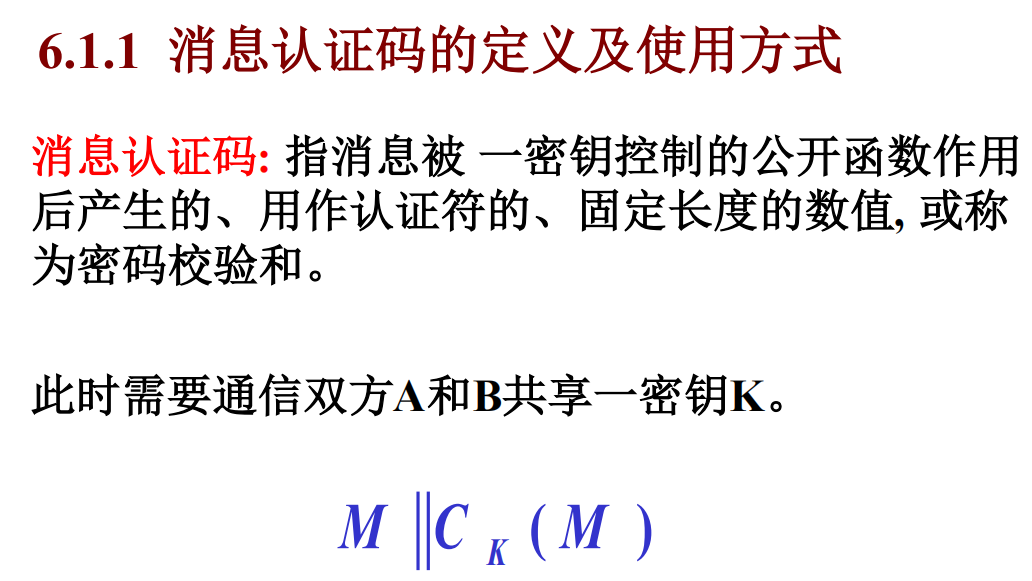 6.1.1 消息认证码的定义及使用方式
消息认证码: 指消息被 一密钥控制的公开函数作用
后产生的、用作认证符的、固定长度的数值, 或称
为密码校验和。
此时需要通信双方A和B共享一密钥K。
M ||C K ( M )